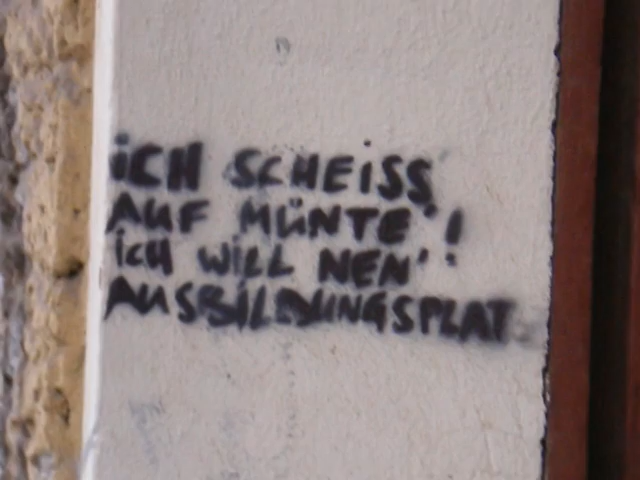 iCH SCHEiSS
AUF MÜNTE'!
iCH WiLL NEN'
AUSBiLDUNGSPLAT